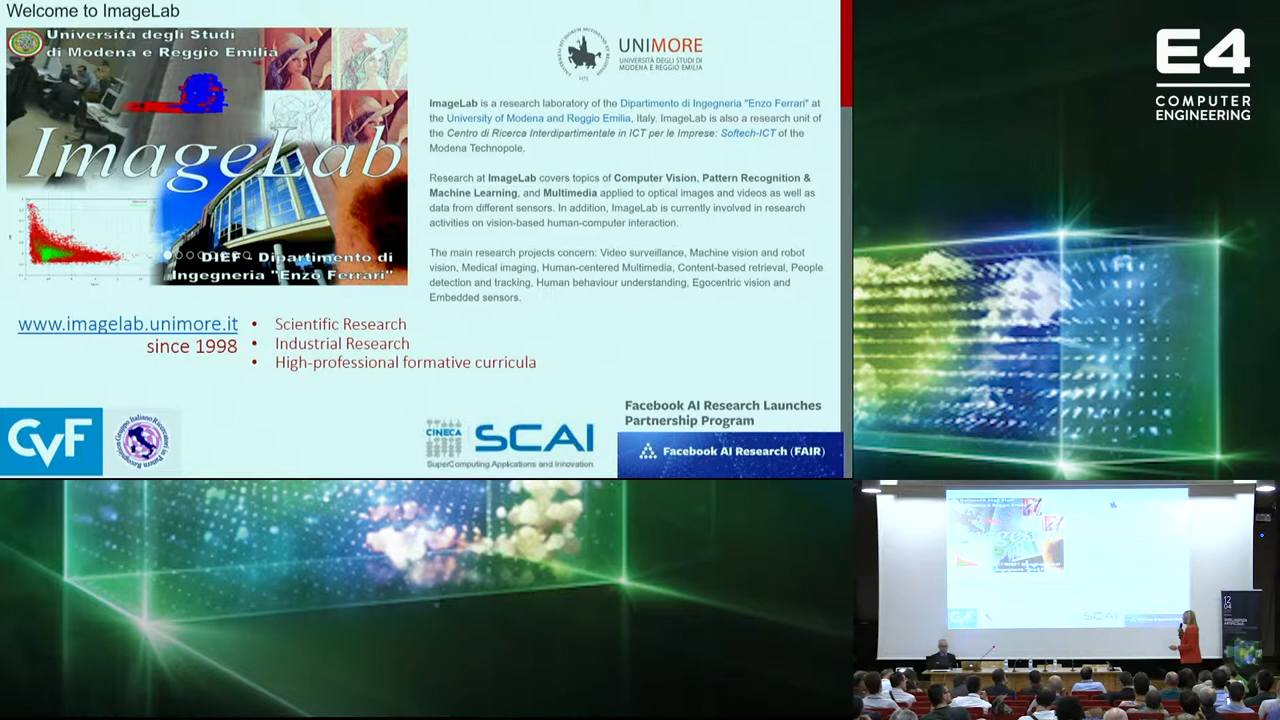 Welcome to ImageLab
Università degli Studi
di Modena e Reggio Emilia
ImageLab
DIEF - Dipartimento di
Ingegneria "Enzo Ferrari"
UNIMORE
UNIVERSITÀ DEGLI STUDI DI
MODENA E REGGIO EMILIA
ImageLab is a research laboratory of the Dipartimento di Ingegneria "Enzo Ferrari" at
the University of Modena and Reggio Emilia, Italy. ImageLab is also a research unit of
the Centro di Ricerca Interdipartimentale in ICT per le Imprese: Softech-ICT of the
Modena Technopole.
Research at ImageLab covers topics of Computer Vision, Pattern Recognition &
Machine Learning, and Multimedia applied to optical images and videos as well as
data from different sensors. In addition, ImageLab is currently involved in research
activities on vision-based human-computer interaction.
The main research projects concern: Video surveillance, Machine vision and robot
vision, Medical imaging, Human-centered Multimedia, Content-based retrieval, People
detection and tracking, Human behaviour understanding, Egocentric vision and
Embedded sensors.
www.imagelab.unimore.it
since 1998
• Scientific Research
• Industrial Research
• High-professional formative curricula
CVF
CINECA
SCAI
SuperComputing Applications and Innovation
Facebook AI Research Launches
Partnership Program
Facebook AI Research (FAIR)
E4
COMPUTER
ENGINEERING
SCAI
12
04